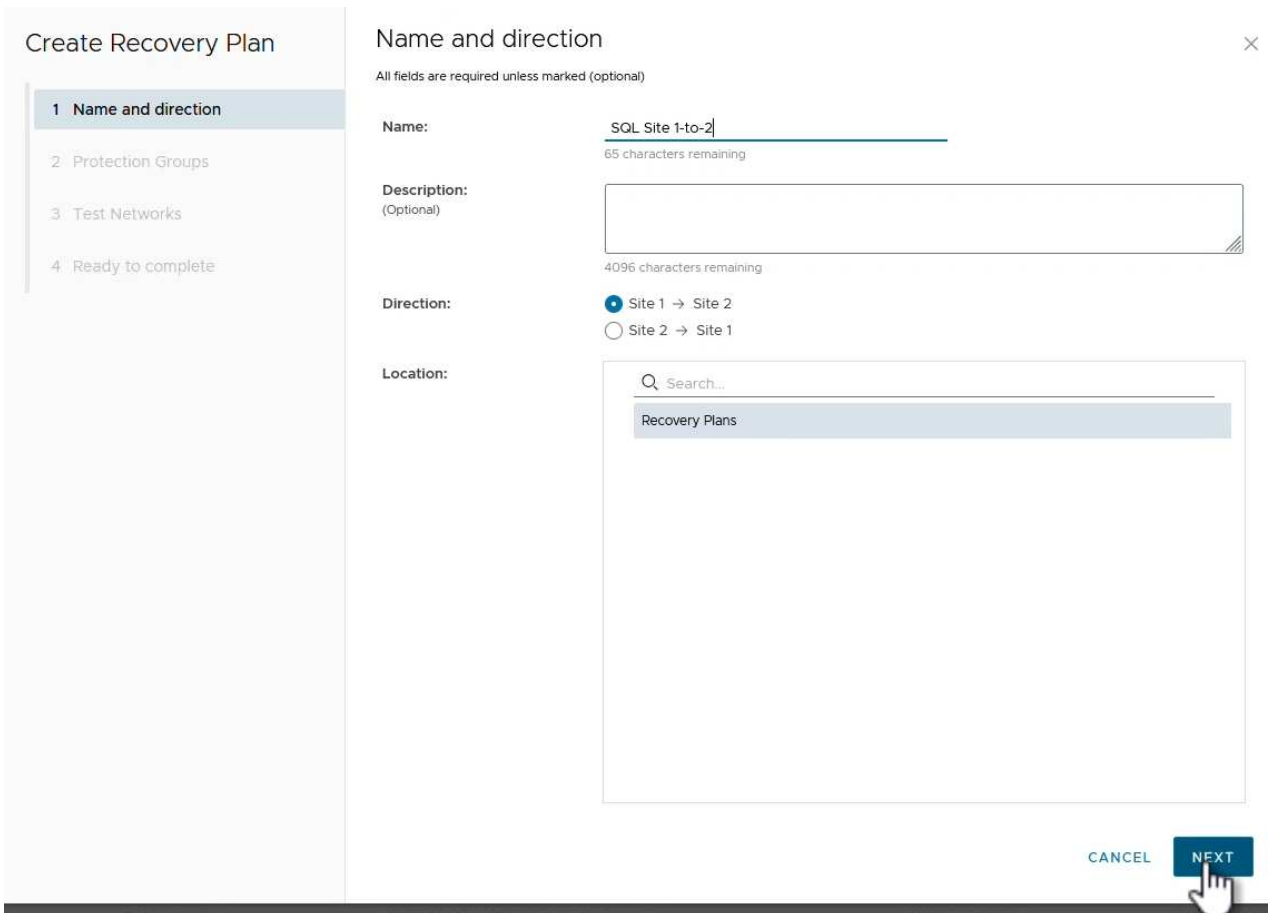 Create Recovery Plan
1 Name and direction
2 Protection Groups
3 Test Networks
4 Ready to complete
Name and direction
All fields are required unless marked (optional)
Name:
SQL Site 1-to-2
65 characters remaining
Description:
(Optional)
4096 characters remaining
Direction:
Site 1 → Site 2
Site 2 → Site 1
Location:
Search...
Recovery Plans
CANCEL
NEXT